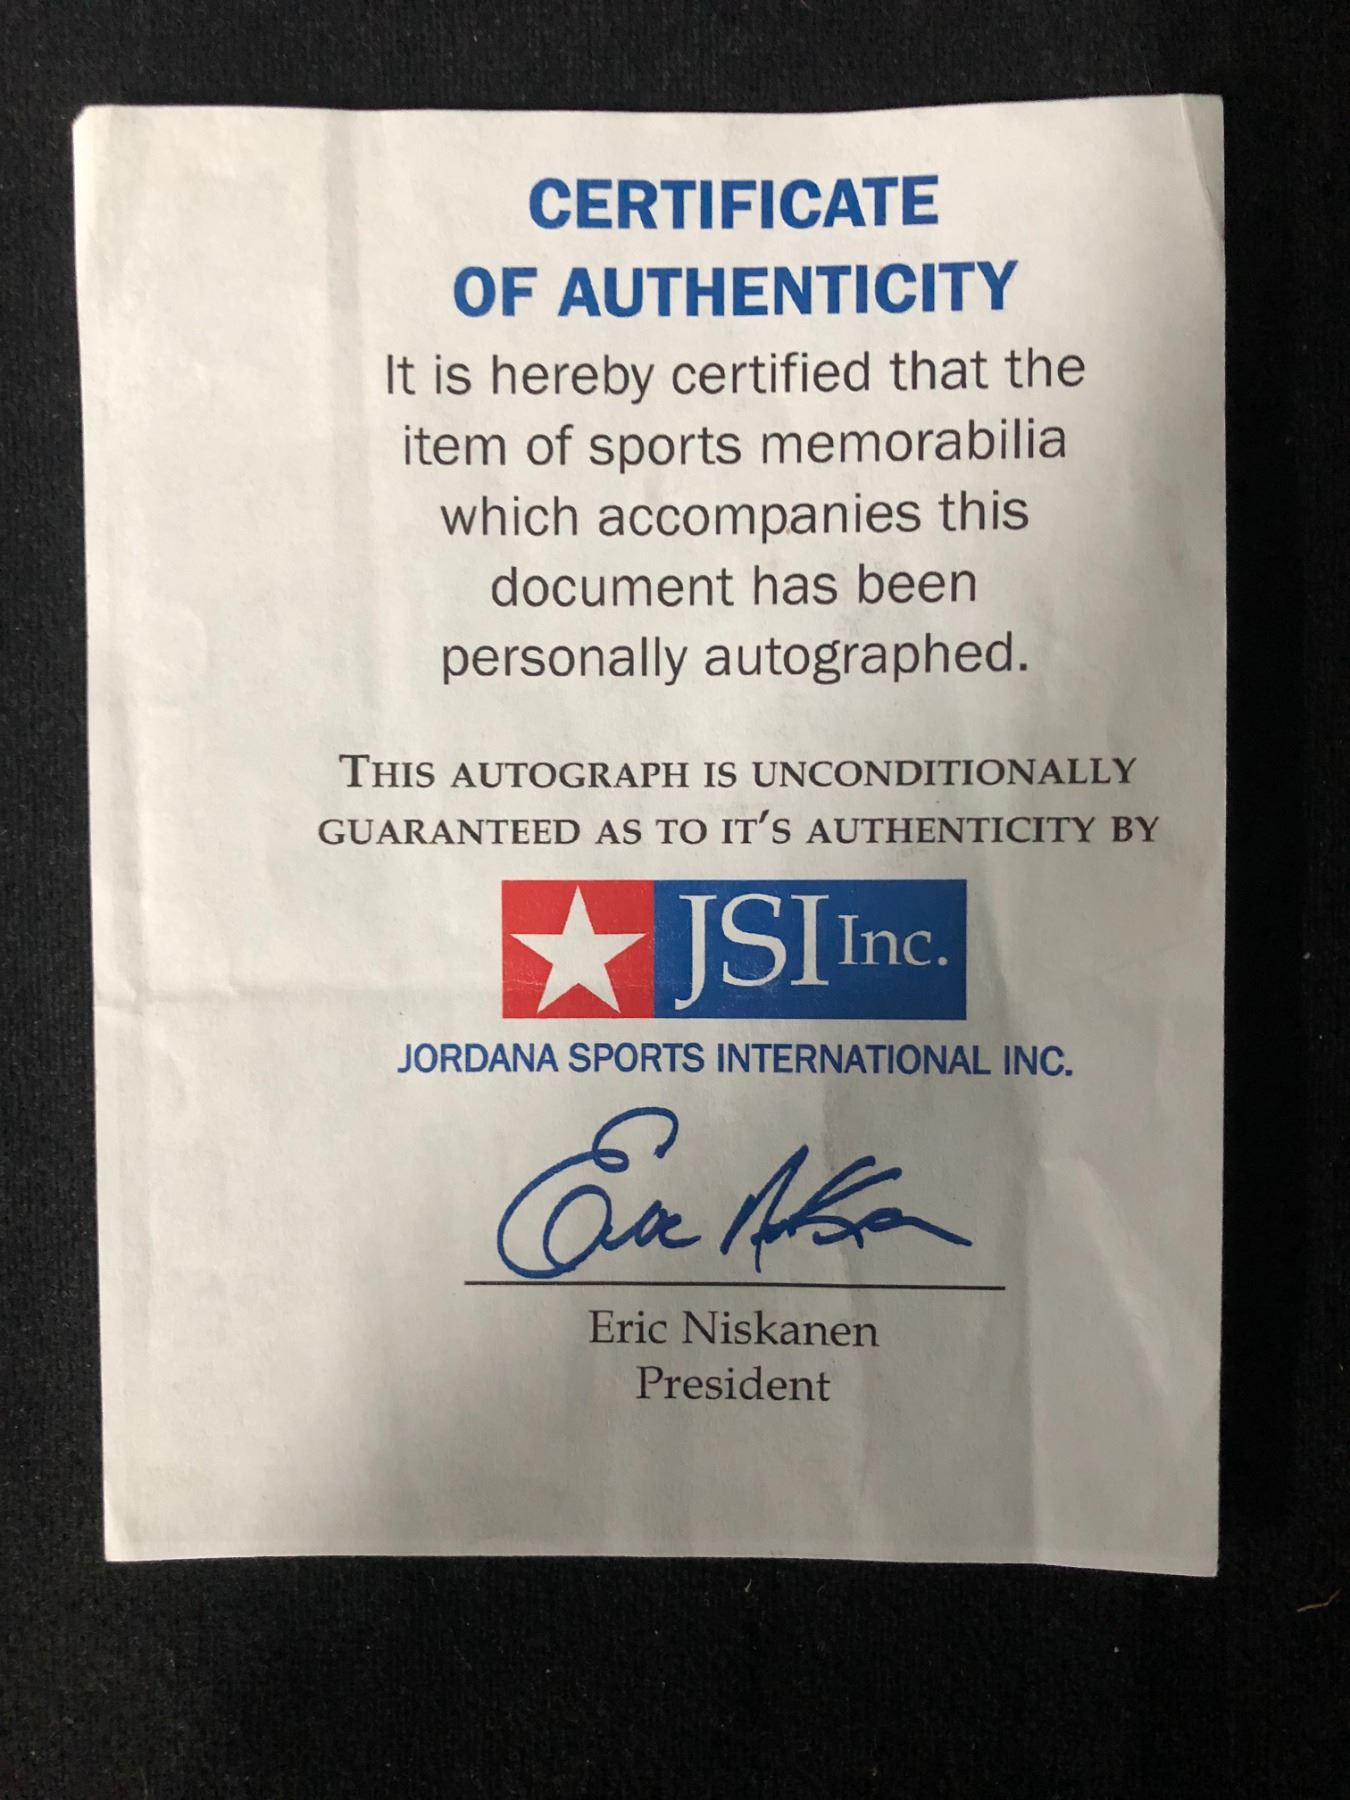 CERTIFICATE
OF AUTHENTICITY
It is hereby certified that the
item of sports memorabilia
which accompanies this
document has been
personally autographed.
THIS AUTOGRAPH IS UNCONDITIONALLY
GUARANTEED AS TO IT'S AUTHENTICITY BY
JSI Inc.
JORDANA SPORTS INTERNATIONAL INC.
Eric Niskanen
Eric Niskanen
President